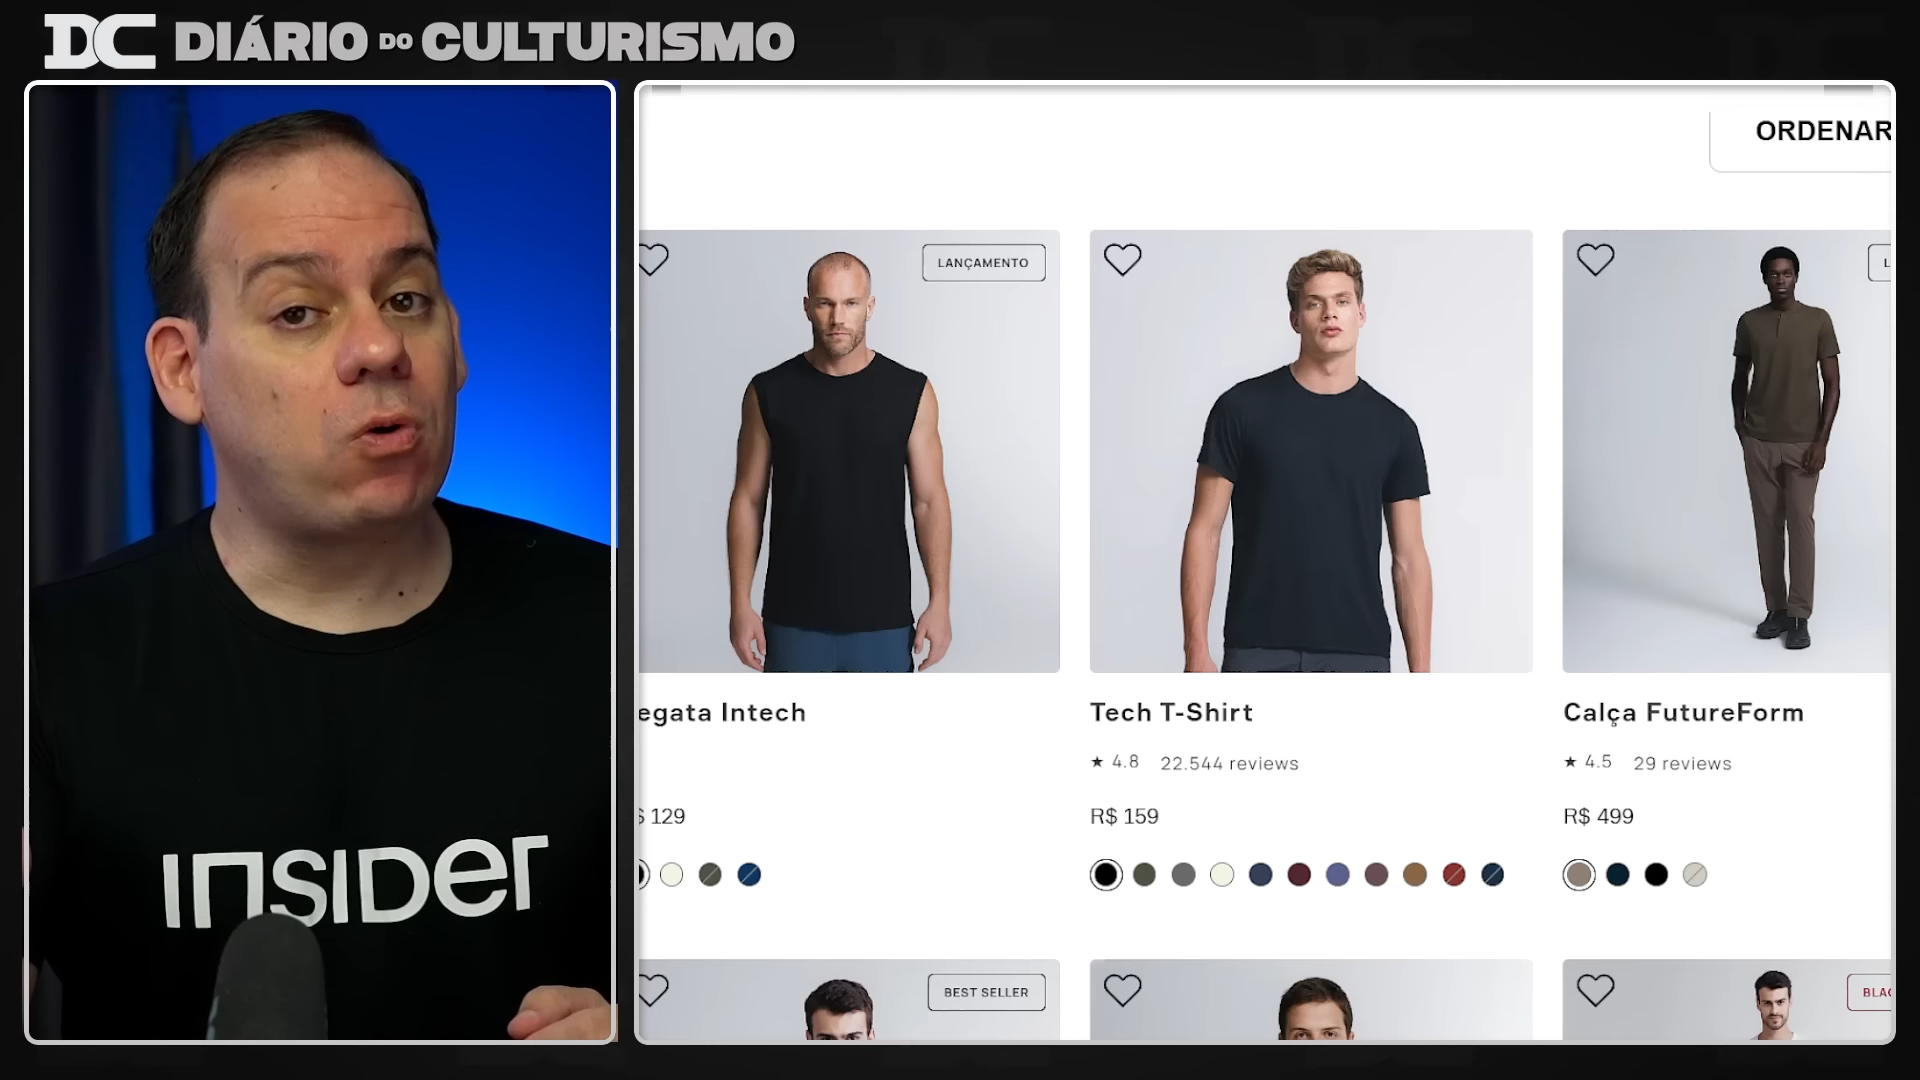 DC DIÁRIO DO CULTURISMO
ORDENAR
LANÇAMENTO
egata Intech
129
Tech T-Shirt
★ 4.8 22.544 reviews
R$ 159
Calça FutureForm
★ 4.5 29 reviews
R$ 499
INSIDER
BEST SELLER